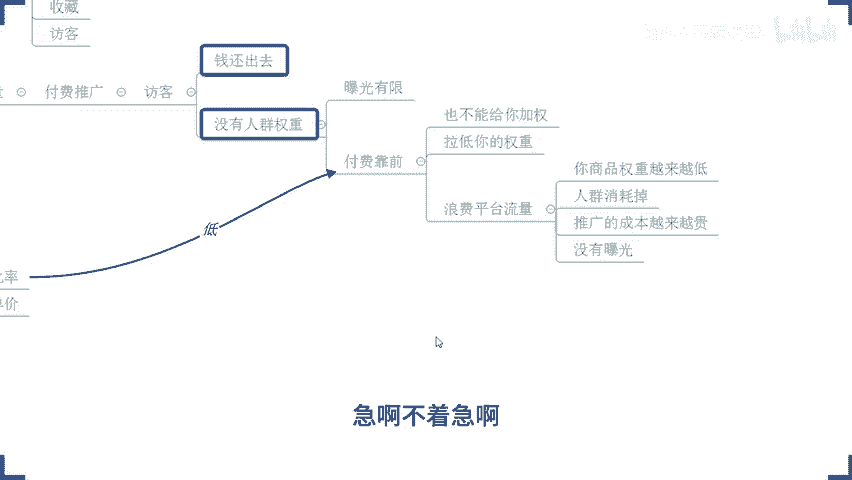 收藏
访客
bilibili
付费推广
访客
钱还出去
没有人群权重
曝光有限
付费靠前
也不能给你加权
拉低你的权重
浪费平台流量
你商品权重越来越低
人群消耗掉
推广的成本越来越贵
没有曝光
低
率
价
急啊不着急啊